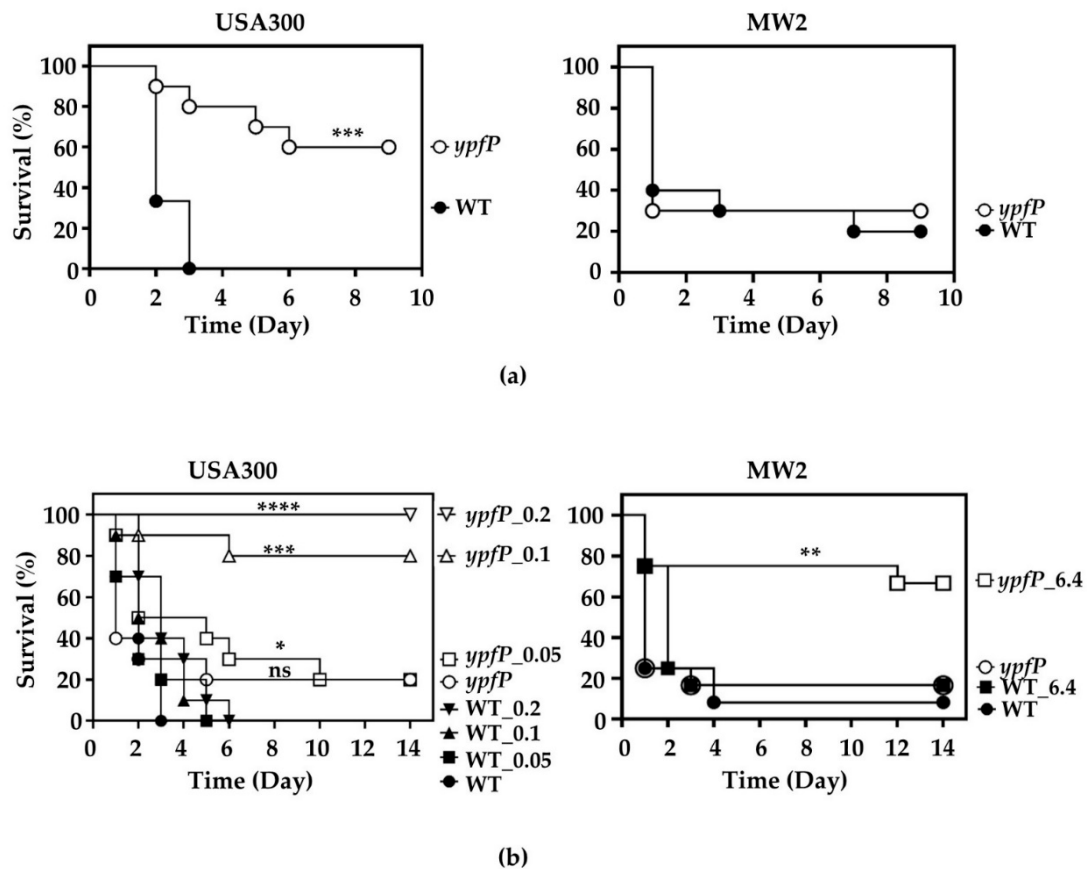 (a)
USA300
MW2
Survival (%)
100
80
60
40
20
0
0 2 4 6 8 10
Time (Day)
***
ypfP
WT
100
80
60
40
20
0
0 2 4 6 8 10
Time (Day)
ypfP
WT
(a)
USA300
MW2
Survival (%)
100
80
60
40
20
0
0 2 4 6 8 10 12 14
Time (Day)
****
***
*
ns
ypfP_0.2
ypfP_0.1
ypfP_0.05
ypfP
WT_0.2
WT_0.1
WT_0.05
WT
Survival (%)
100
80
60
40
20
0
0 2 4 6 8 10 12 14
Time (Day)
**
ypfP_6.4
ypfP
WT_6.4
WT
(b)